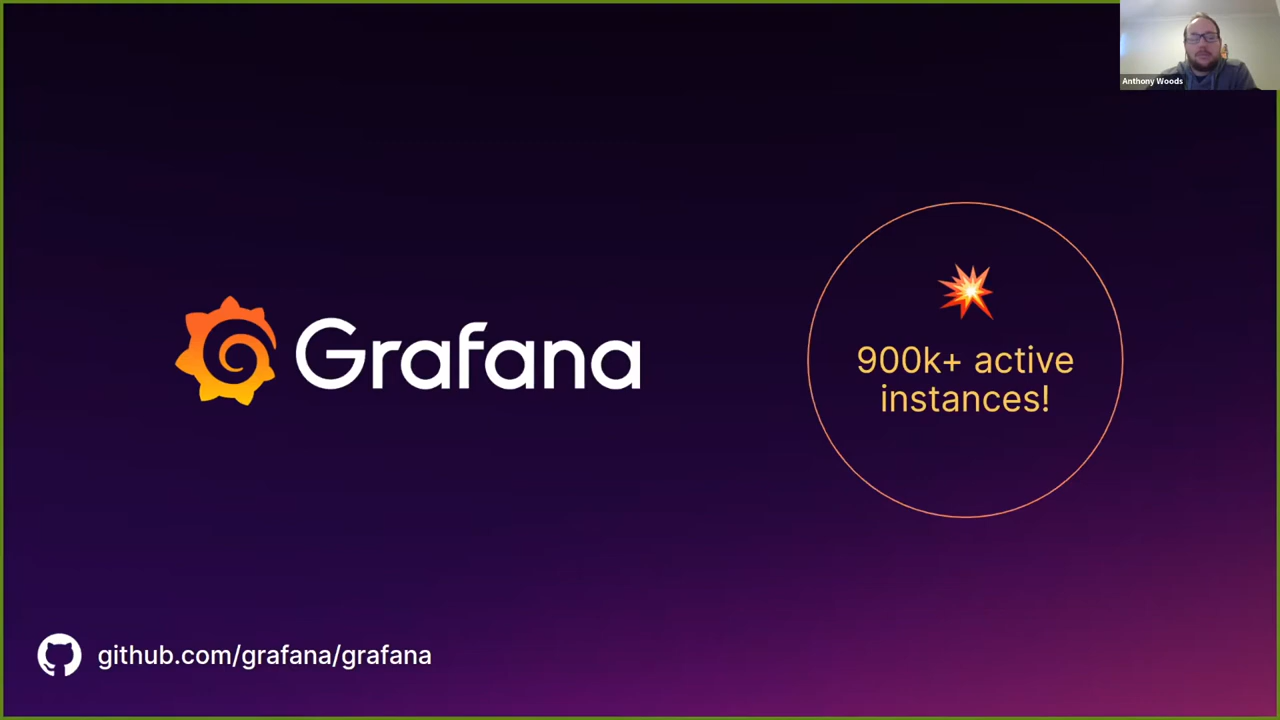 Anthony Woods
Grafana
900k+ active
instances!
github.com/grafana/grafana